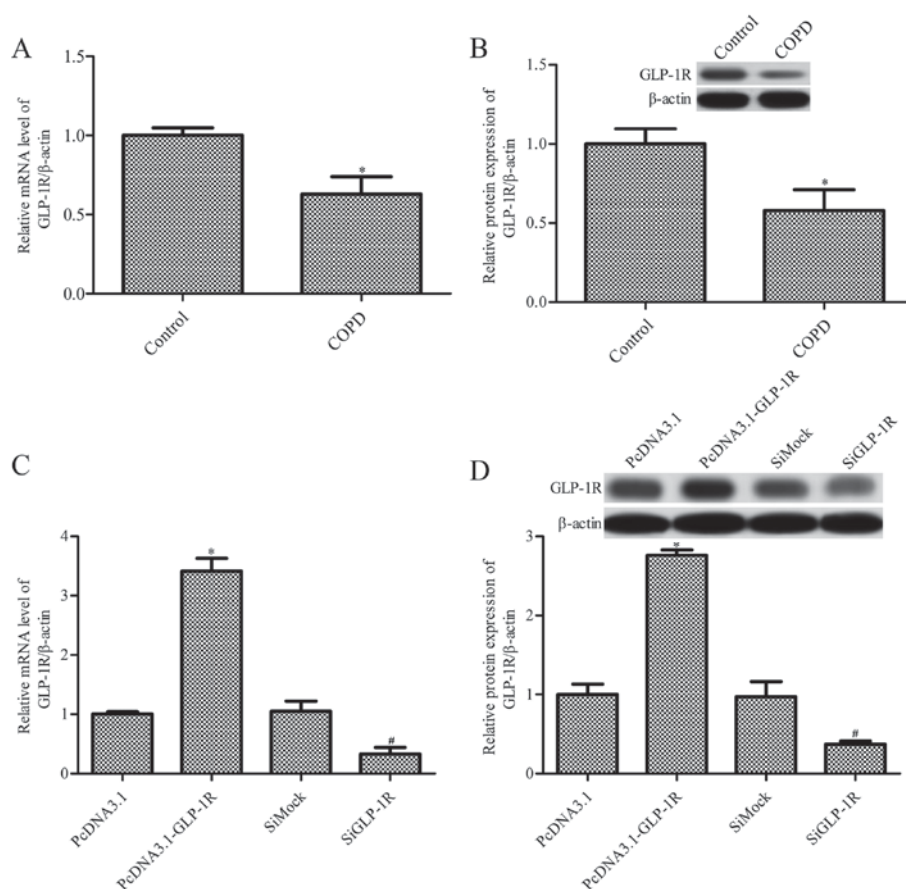 A
Relative mRNA level of
GLP-1R/β-actin
1.5
1.0
0.5
0.0
*
Control
COPD
B
Control
COPD
GLP-1R
β-actin
Relative protein expression of
GLP-1R/β-actin
1.5
1.0
0.5
0.0
*
Control
COPD
C
Relative mRNA level of
GLP-1R/β-actin
4
2
1
0
*
#
PcDNA3.1
PcDNA3.1-GLP-1R
SiMock
SiGLP-1R
D
PcDNA3.1
PcDNA3.1-GLP-1R
SiMock
SiGLP-1R
GLP-1R
β-actin
Relative protein expression of
GLP-1R/β-actin
3
2
1
0
*
#
PcDNA3.1
PcDNA3.1-GLP-1R
SiMock
SiGLP-1R